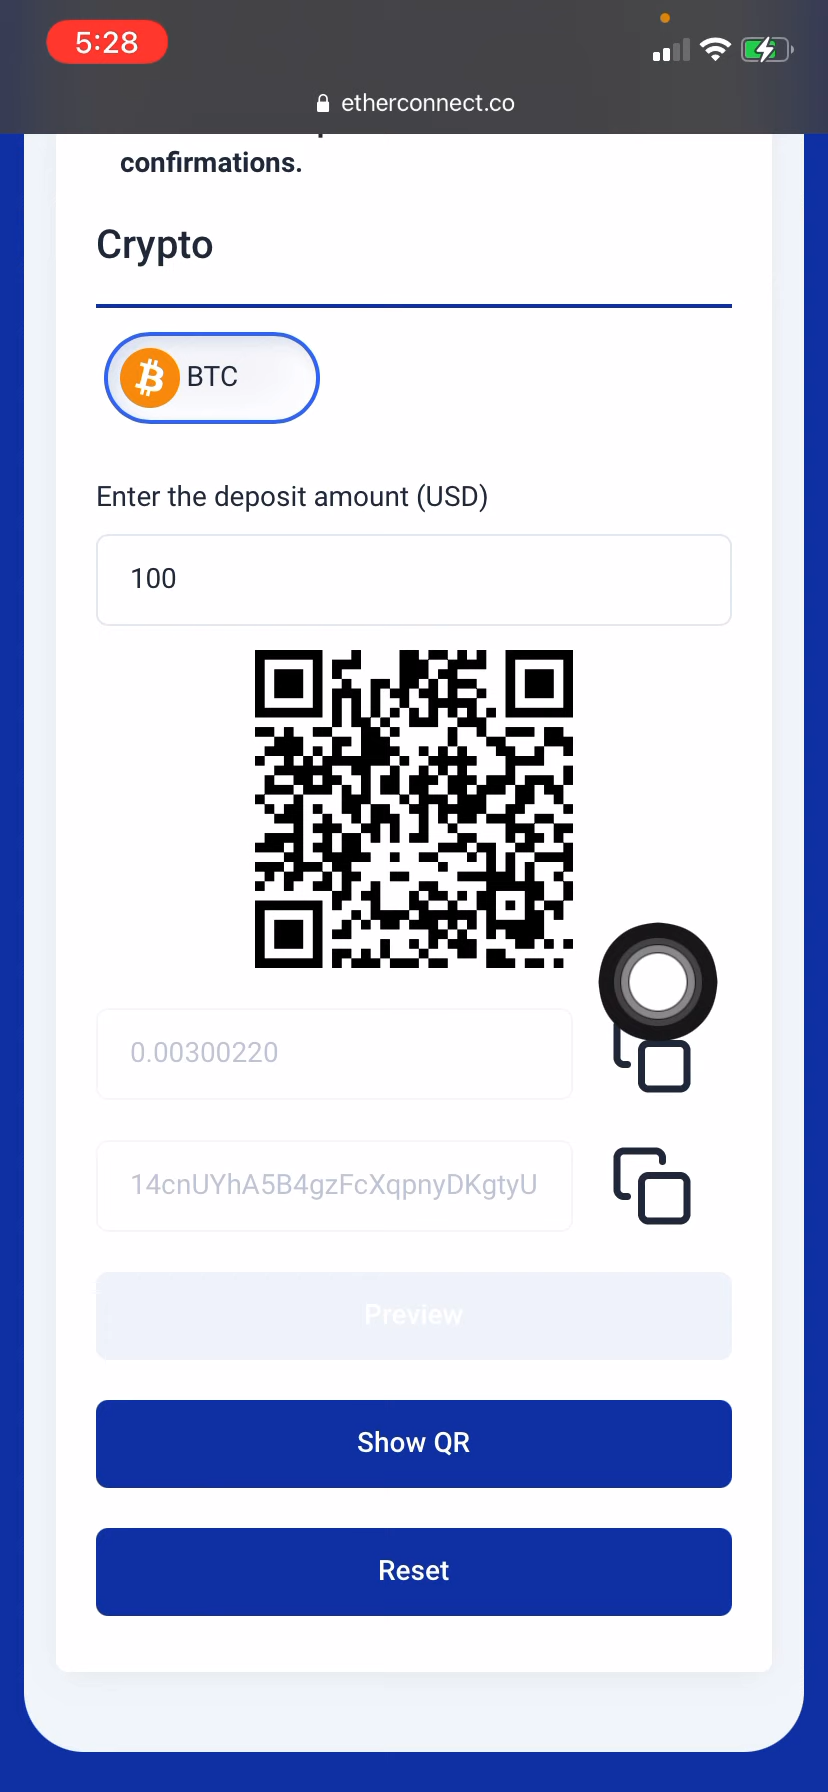 5:28
etherconnect.co
confirmations.
Crypto
BTC
Enter the deposit amount (USD)
100
0.00300220
14cnUYhA5B4gzFcXqpnyDKgtyU
Preview
Show QR
Reset